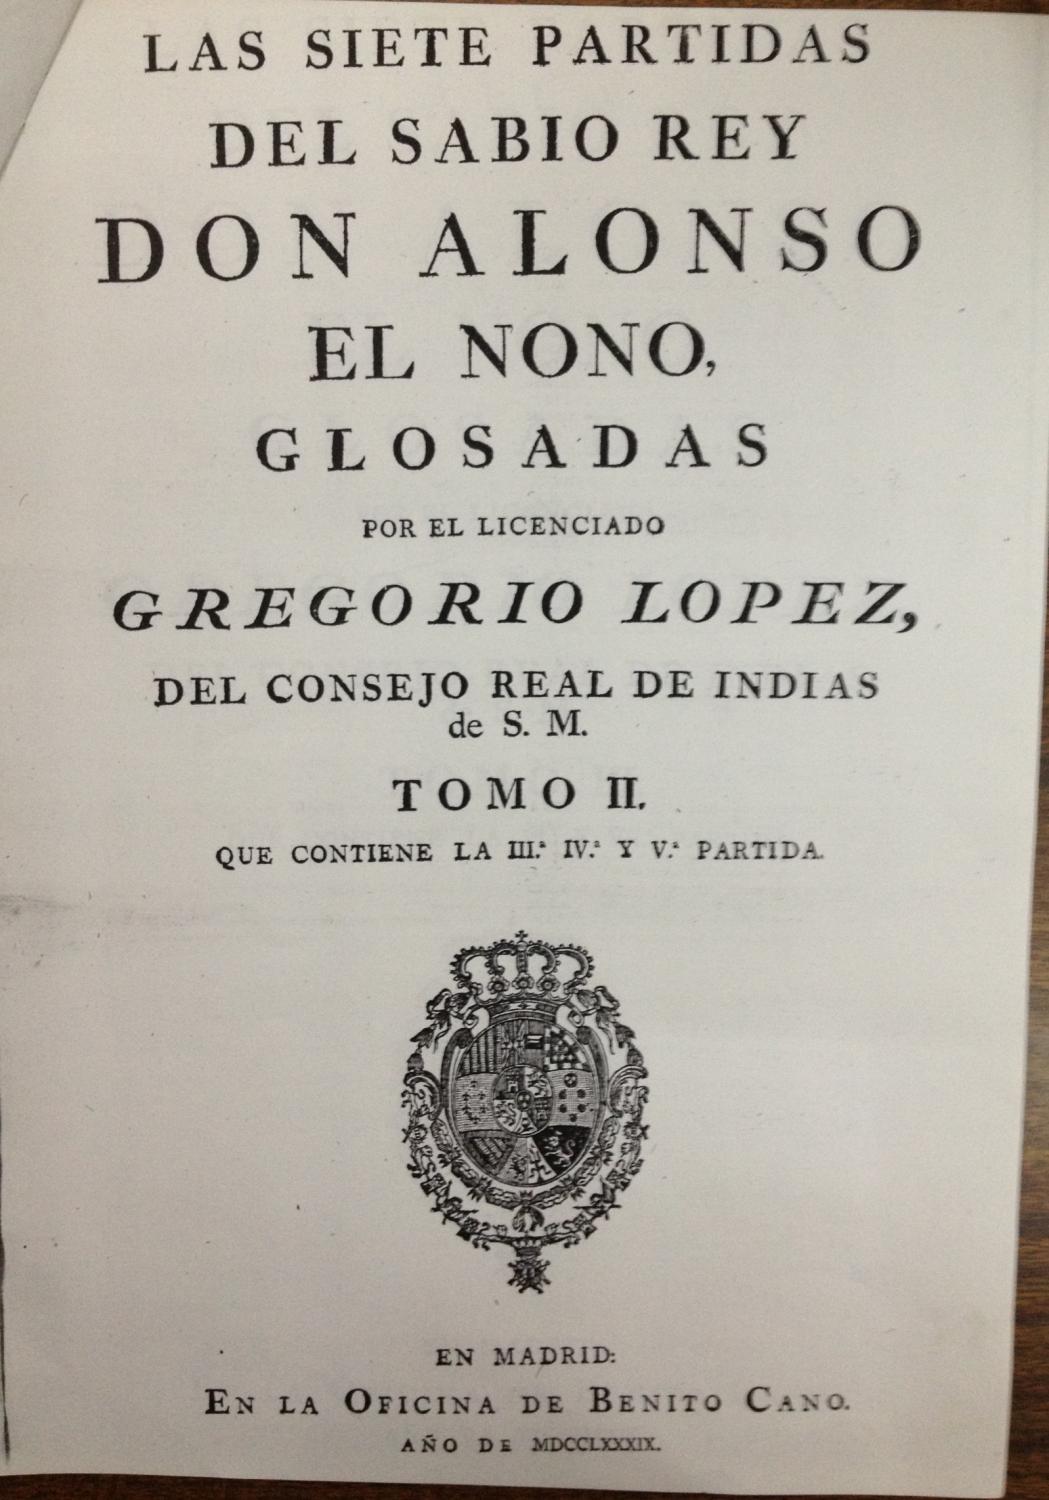 LAS SIETE PARTIDAS
DEL SABIO REY
DON ALONSO
EL NONO,
GLOSADAS
POR EL LICENCIADO
GREGORIO LOPEZ,
DEL CONSEJO REAL DE INDIAS
de S. M.
TOMO II.
QUE CONTIENE LA III.ª IV.ª Y V.ª PARTIDA.
EN MADRID:
EN LA OFICINA DE BENITO CANO.
AÑO DE MDCCLXXXIX.